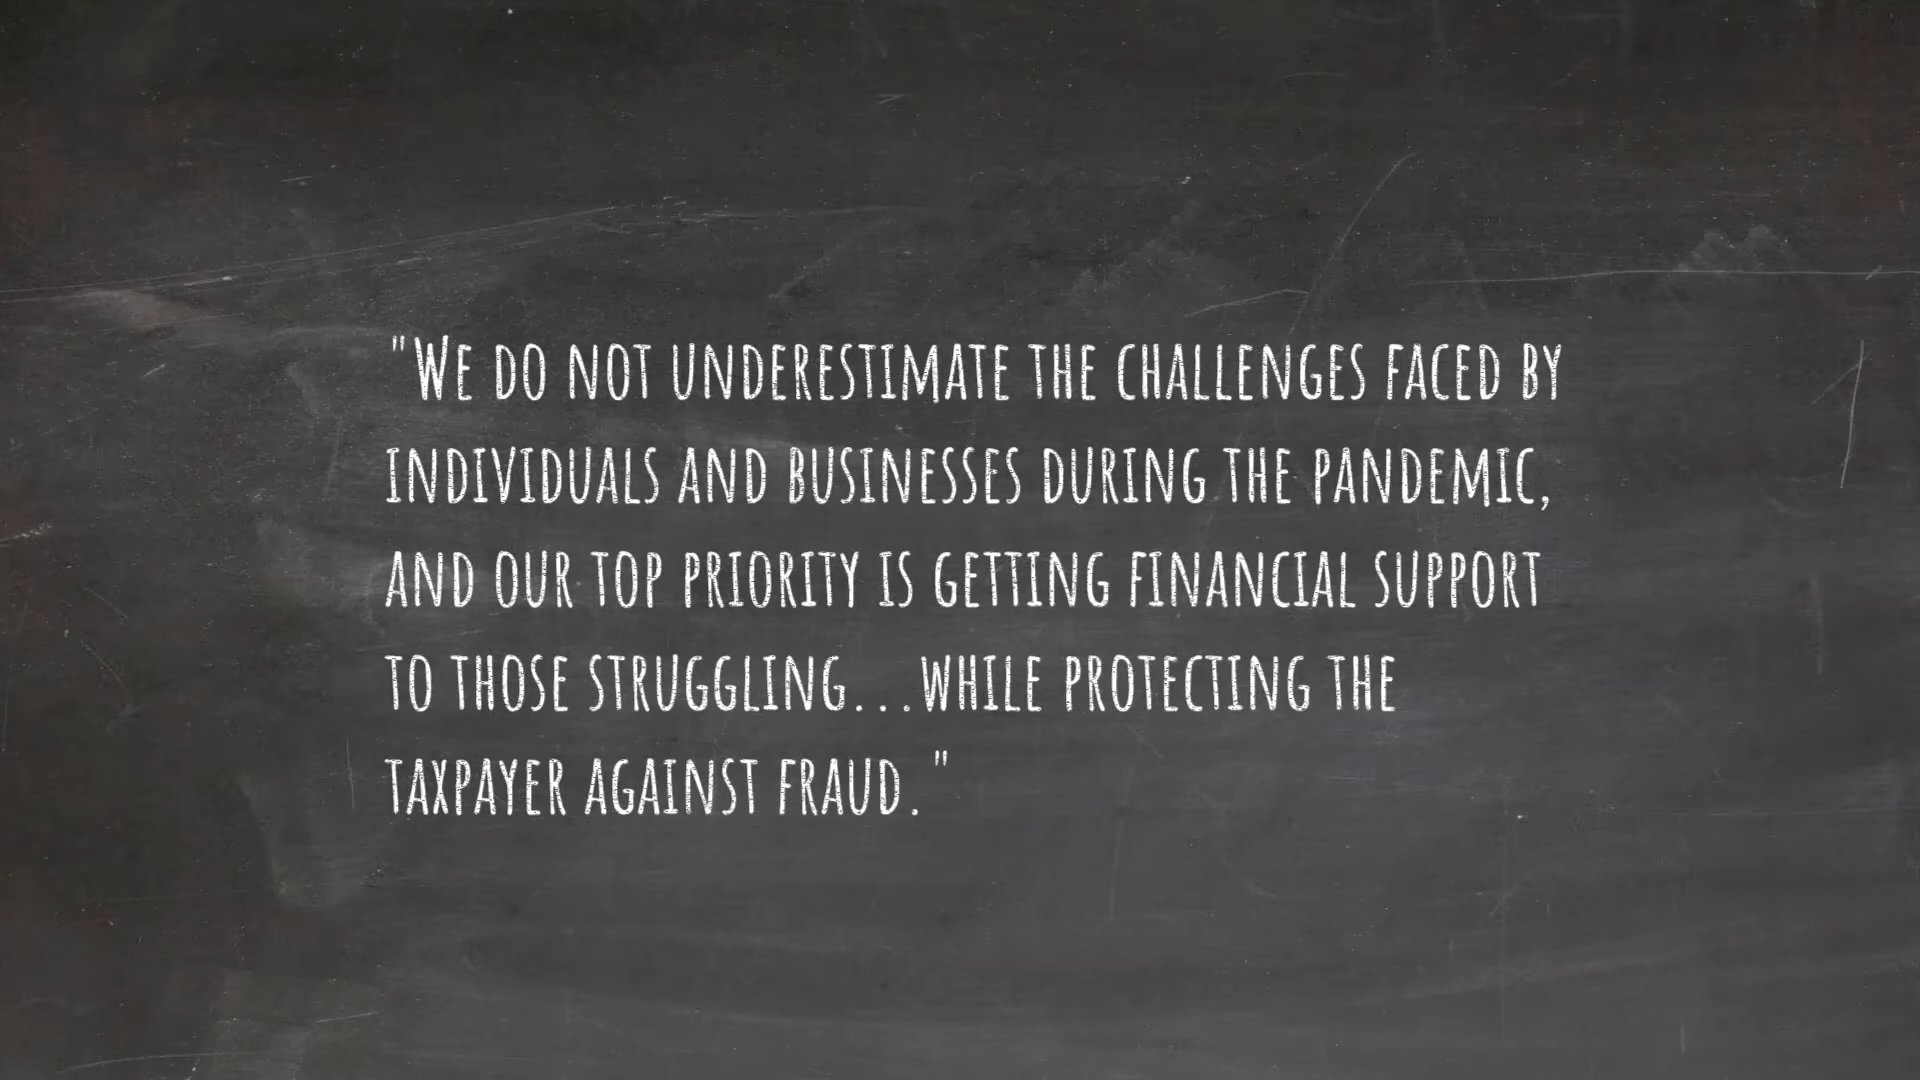 "We do not underestimate the challenges faced by
individuals and businesses during the pandemic,
and our top priority is getting financial support
to those struggling...while protecting the
taxpayer against fraud."